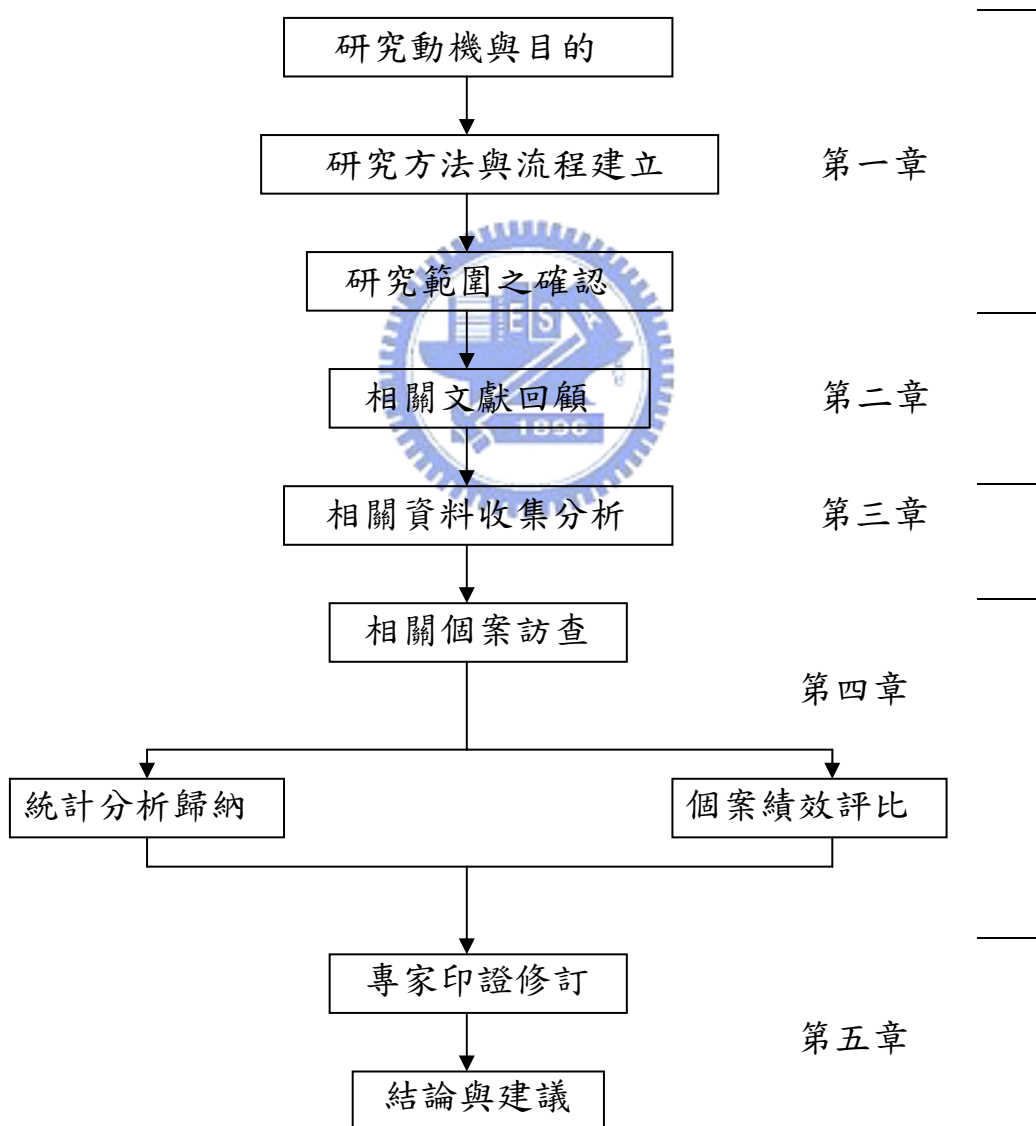 研究動機與目的
研究方法與流程建立
第一章
研究範圍之確認
E S A
相關文獻回顧
第二章
1896
相關資料收集分析
第三章
相關個案訪查
第四章
統計分析歸納
個案績效評比
專家印證修訂
第五章
結論與建議